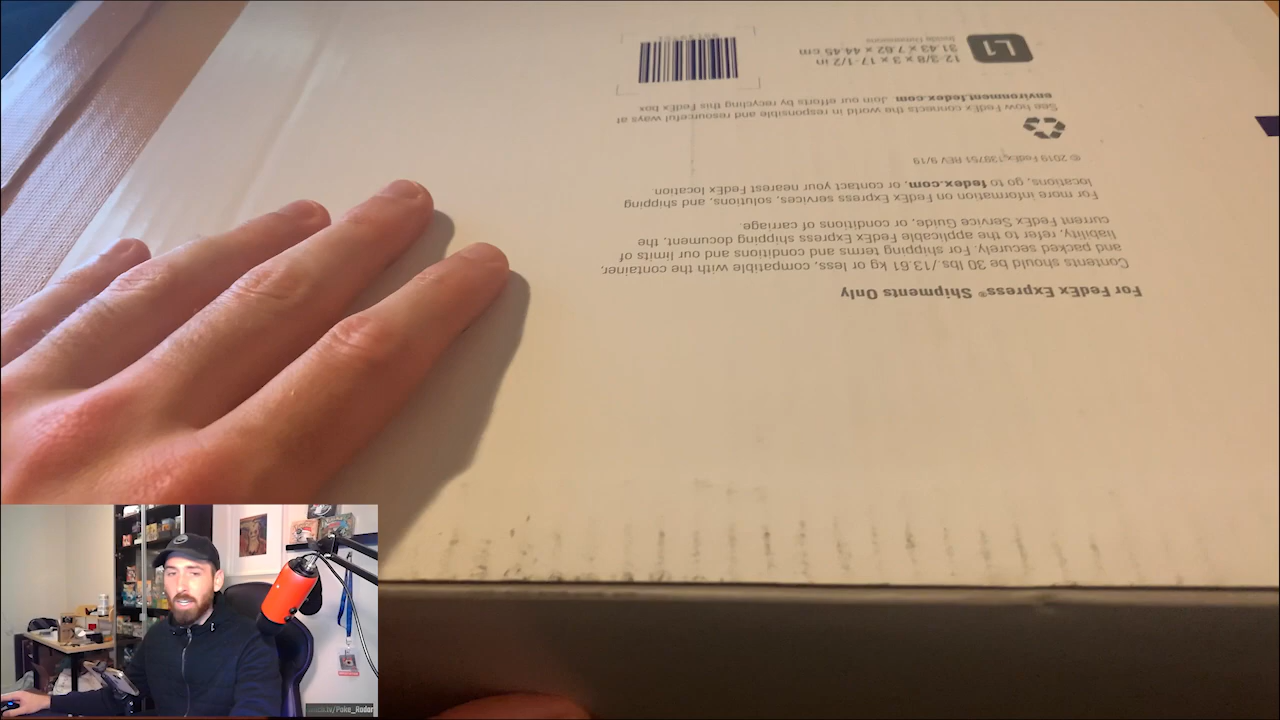 For FedEx Express® Shipments Only
Contents should be 30 lbs./13.61 kg or less, compatible with the container,
and packed securely. For shipping terms and conditions and our limits of
liability, refer to the applicable FedEx Express shipping document, the
current FedEx Service Guide, or conditions of carriage.
For more information on FedEx Express services, solutions, and shipping
locations, go to fedex.com, or contact your nearest FedEx location.
© 2019 FedEx 139751 REV 9/19
See how FedEx connects the world in responsible and resourceful ways at
environment.fedex.com. Join our efforts by recycling this FedEx box
L1
12-3/8 x 3 x 17-1/2 in
31.43 x 7.62 x 44.45 cm
Inside Dimensions